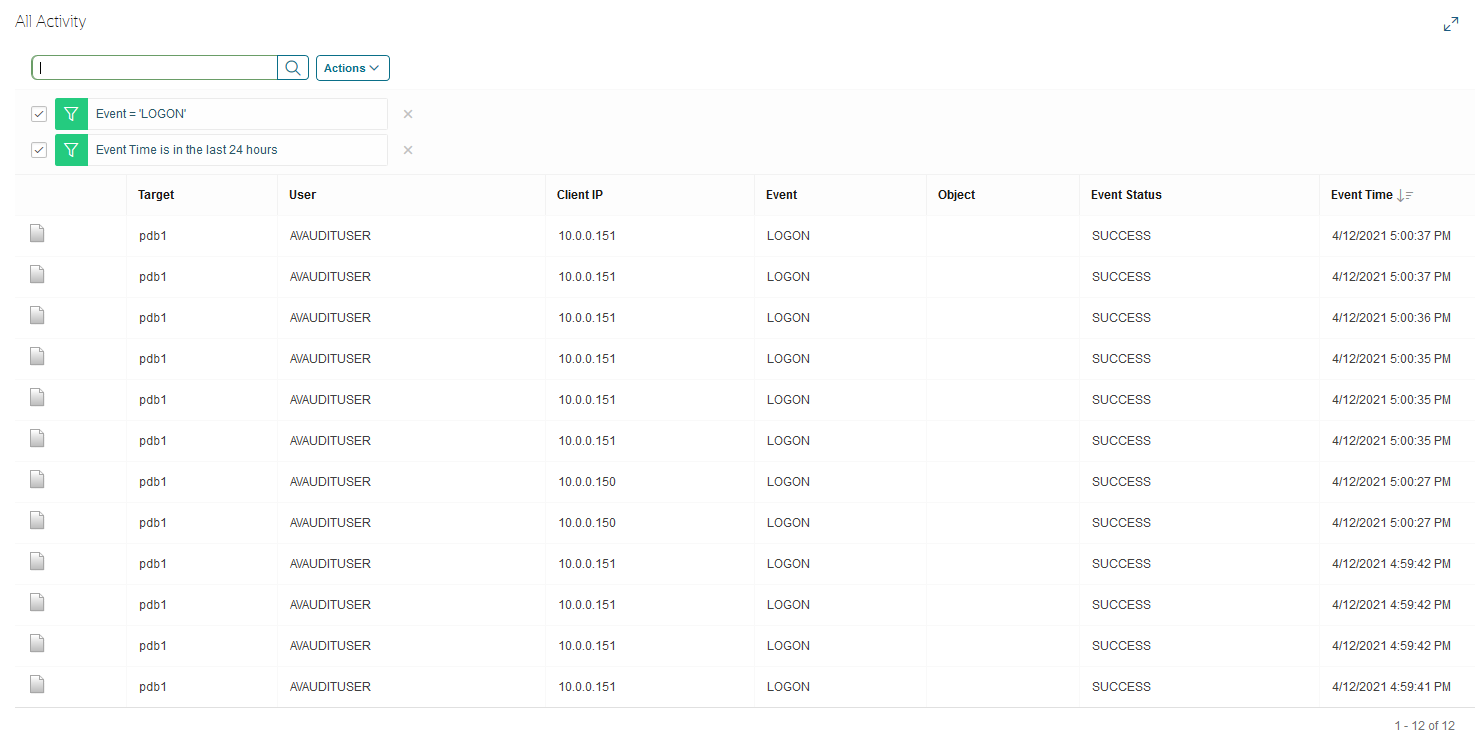 All Activity
Actions
Event = 'LOGON'
Event Time is in the last 24 hours
Target User Client IP Event Object Event Status Event Time
pdb1 AVAUDITUSER 10.0.0.151 LOGON SUCCESS 4/12/2021 5:00:37 PM
pdb1 AVAUDITUSER 10.0.0.151 LOGON SUCCESS 4/12/2021 5:00:37 PM
pdb1 AVAUDITUSER 10.0.0.151 LOGON SUCCESS 4/12/2021 5:00:36 PM
pdb1 AVAUDITUSER 10.0.0.151 LOGON SUCCESS 4/12/2021 5:00:35 PM
pdb1 AVAUDITUSER 10.0.0.151 LOGON SUCCESS 4/12/2021 5:00:35 PM
pdb1 AVAUDITUSER 10.0.0.151 LOGON SUCCESS 4/12/2021 5:00:35 PM
pdb1 AVAUDITUSER 10.0.0.150 LOGON SUCCESS 4/12/2021 5:00:27 PM
pdb1 AVAUDITUSER 10.0.0.150 LOGON SUCCESS 4/12/2021 5:00:27 PM
pdb1 AVAUDITUSER 10.0.0.151 LOGON SUCCESS 4/12/2021 4:59:42 PM
pdb1 AVAUDITUSER 10.0.0.151 LOGON SUCCESS 4/12/2021 4:59:42 PM
pdb1 AVAUDITUSER 10.0.0.151 LOGON SUCCESS 4/12/2021 4:59:42 PM
pdb1 AVAUDITUSER 10.0.0.151 LOGON SUCCESS 4/12/2021 4:59:41 PM
1 - 12 of 12